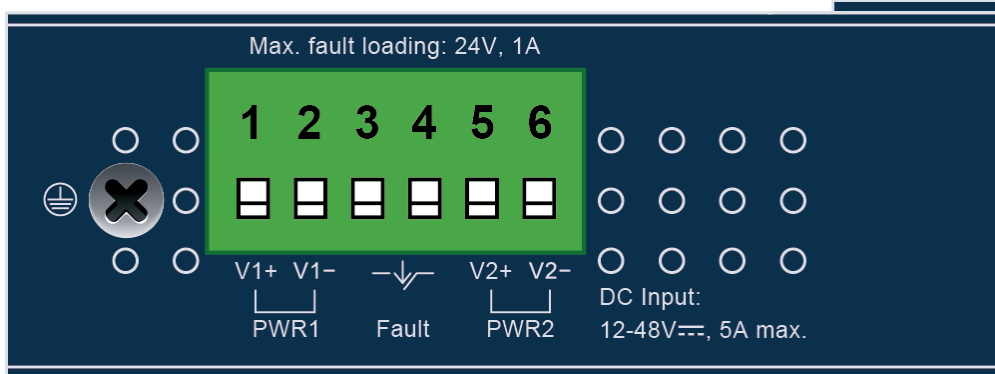 Max. fault loading: 24V, 1A
1 2 3 4 5 6
V1+ V1− V2+ V2−
PWR1 Fault PWR2
DC Input:
12-48V⎓, 5A max.